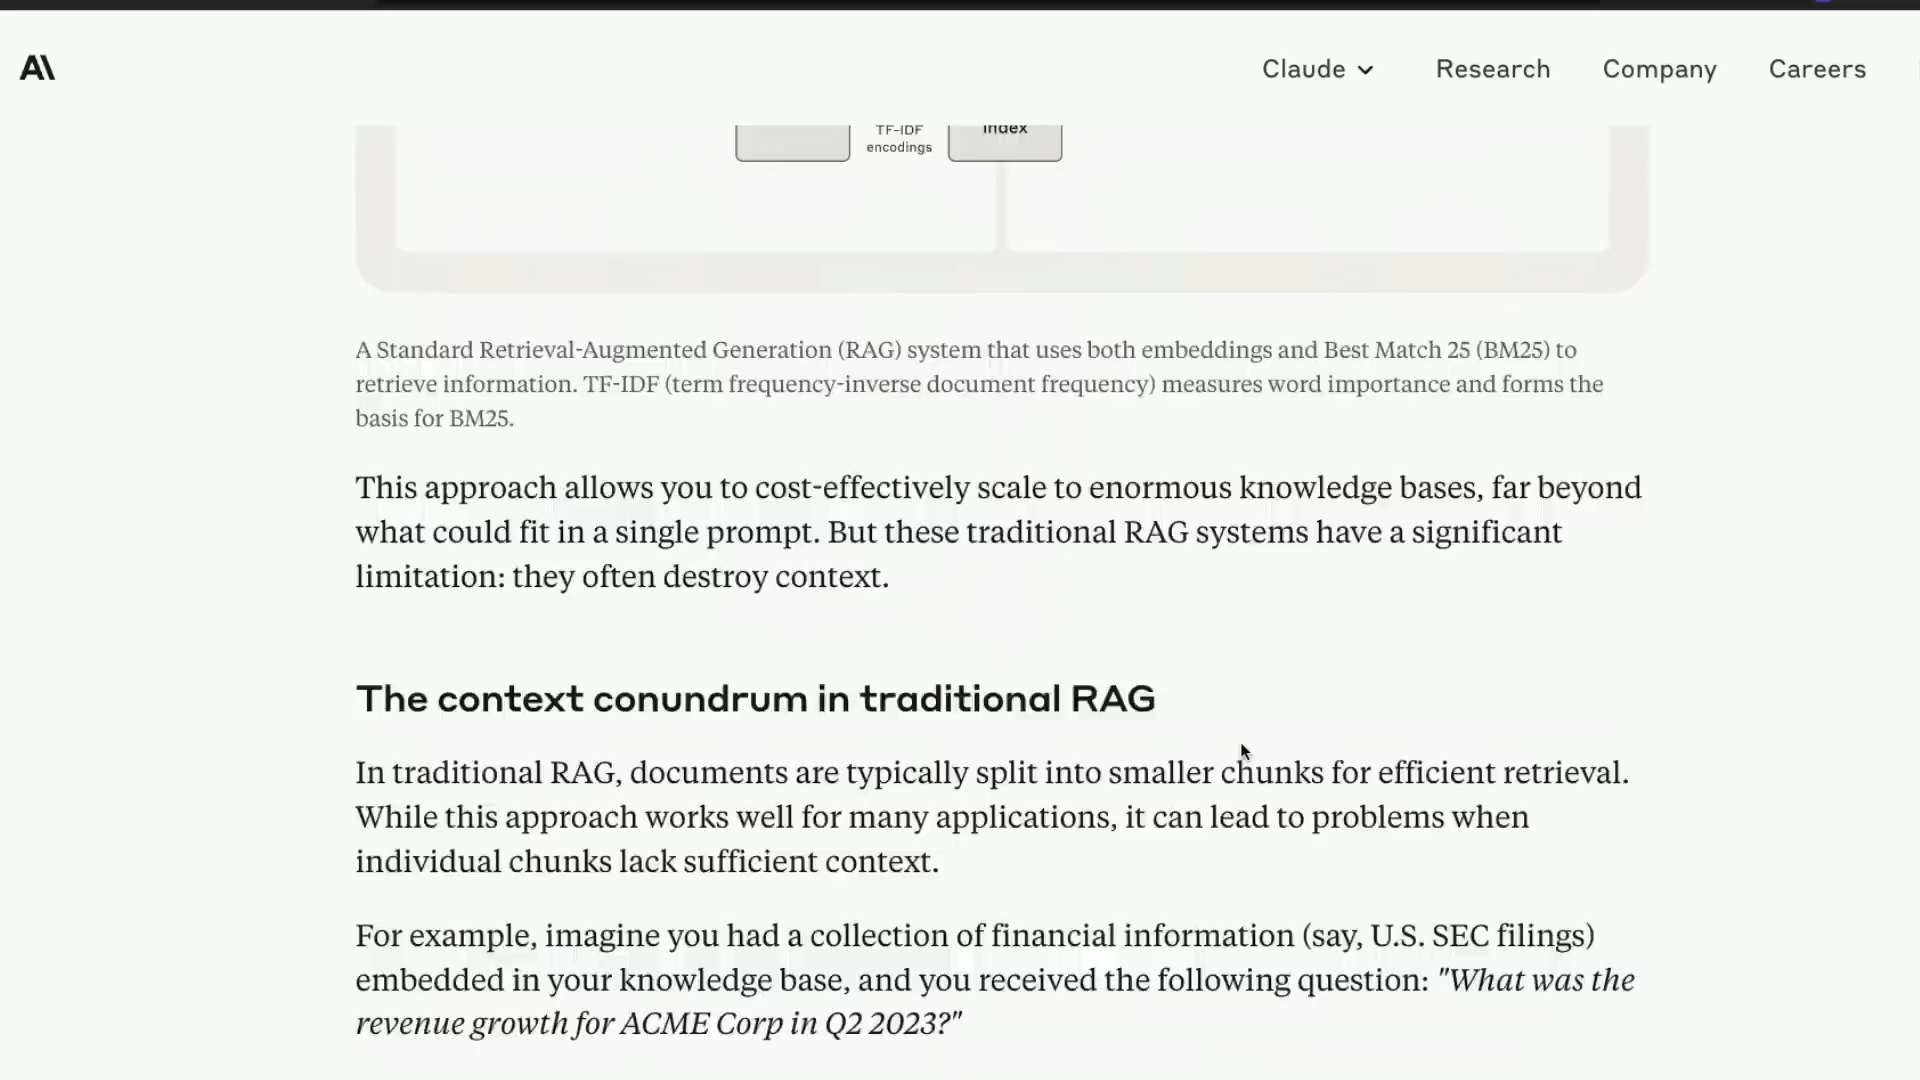 A\
Claude
Research
Company
Careers
TF-IDF
encodings
index
A Standard Retrieval-Augmented Generation (RAG) system that uses both embeddings and Best Match 25 (BM25) to
retrieve information. TF-IDF (term frequency-inverse document frequency) measures word importance and forms the
basis for BM25.
This approach allows you to cost-effectively scale to enormous knowledge bases, far beyond
what could fit in a single prompt. But these traditional RAG systems have a significant
limitation: they often destroy context.
The context conundrum in traditional RAG
In traditional RAG, documents are typically split into smaller chunks for efficient retrieval.
While this approach works well for many applications, it can lead to problems when
individual chunks lack sufficient context.
For example, imagine you had a collection of financial information (say, U.S. SEC filings)
embedded in your knowledge base, and you received the following question: "What was the
revenue growth for ACME Corp in Q2 2023?"